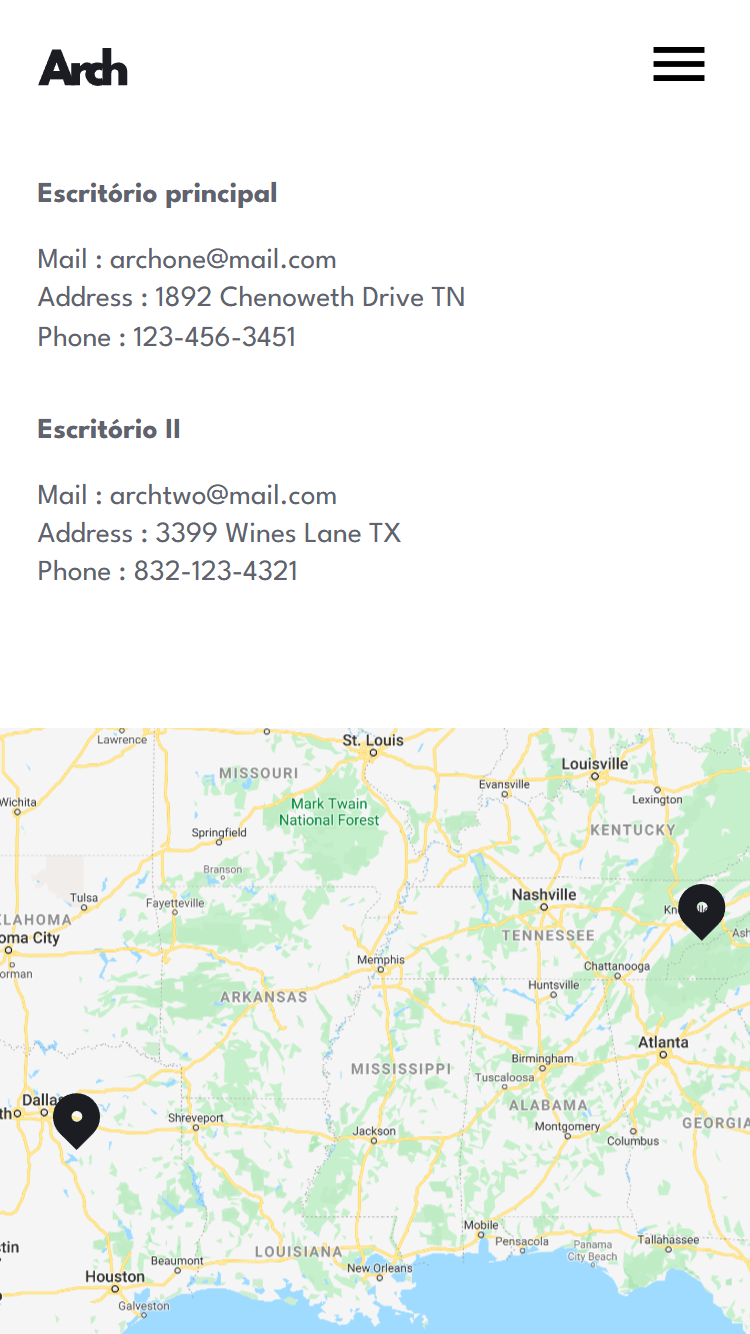 Arch
Escritório principal
Mail : archone@mail.com
Address : 1892 Chenoweth Drive TN
Phone : 123-456-3451
Escritório II
Mail : archtwo@mail.com
Address : 3399 Wines Lane TX
Phone : 832-123-4321
Lawrence
St. Louis
Louisville
MISSOURI
Evansville
Wichita
Mark Twain
National Forest
Lexington
Springfield
KENTUCKY
Branson
Tulsa
Fayetteville
Nashville
Kn
KLAHOMA
oma City
TENNESSEE
Ash
orman
Memphis
Chattanooga
Huntsville
ARKANSAS
Atlanta
Birmingham
MISSISSIPPI
Tuscaloosa
Dallas
th
Shreveport
ALABAMA
Jackson
Montgomery
GEORGIA
Columbus
Mobile
Pensacola
Tallahassee
Panama
City Beach
stin
LOUISIANA
Beaumont
New Orleans
Houston
Galveston